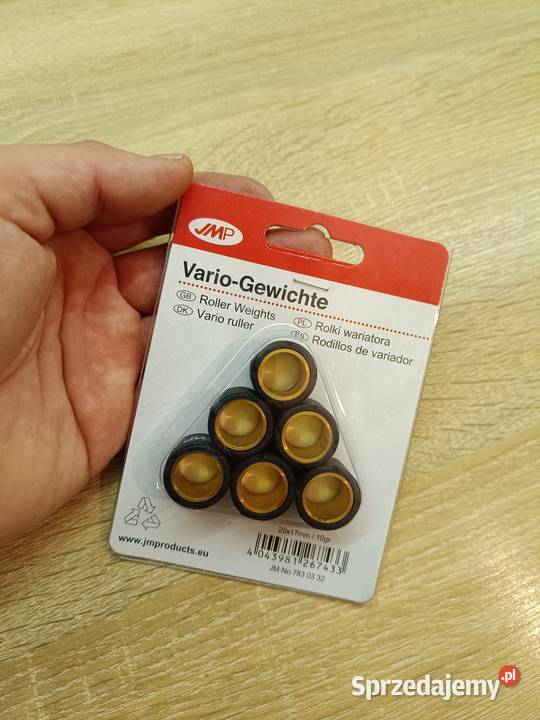 JMP
Vario-Gewichte
GB Roller Weights
DK Vario ruller
PL Rolki wariatora
ES Rodillos de variador
20x17mm / 10gr
4 043981 267433
JM-No.783 03 32
www.jmproducts.eu
Sprzedajemy.pl